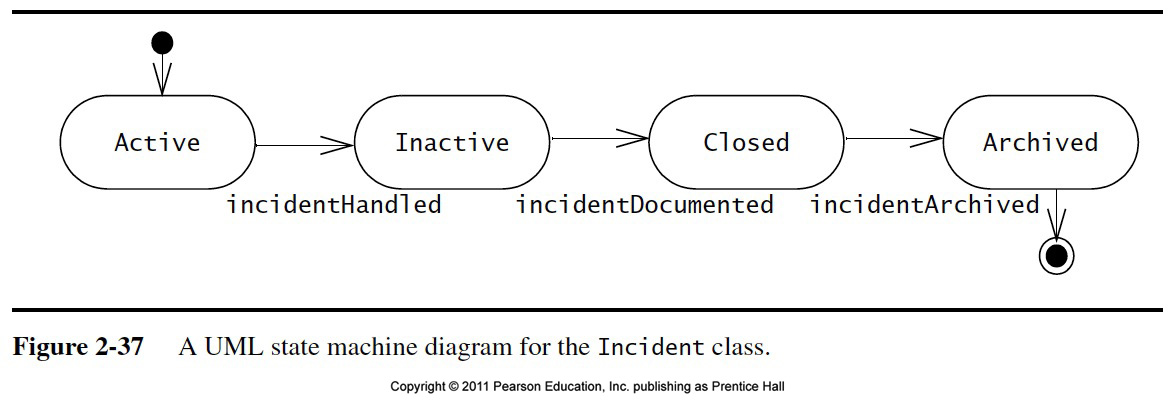 Active Inactive Closed Archived
incidentHandled incidentDocumented incidentArchived
Figure 2-37 A UML state machine diagram for the Incident class.
Copyright © 2011 Pearson Education, Inc. publishing as Prentice Hall